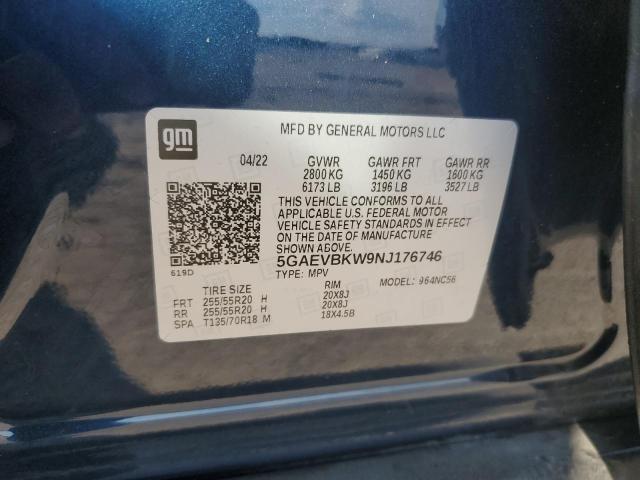 gm
MFD BY GENERAL MOTORS LLC
04/22 GVWR GAWR FRT GAWR RR
2800 KG 1450 KG 1600 KG
6173 LB 3196 LB 3527 LB
THIS VEHICLE CONFORMS TO ALL
APPLICABLE U.S. FEDERAL MOTOR
VEHICLE SAFETY STANDARDS IN EFFECT
ON THE DATE OF MANUFACTURE
SHOWN ABOVE.
5GAEVBKW9NJ176746
619D
TYPE: MPV MODEL: 964NC56
TIRE SIZE RIM
FRT 255/55R20 H 20X8J
RR 255/55R20 H 20X8J
SPA T135/70R18 M 18X4.5B